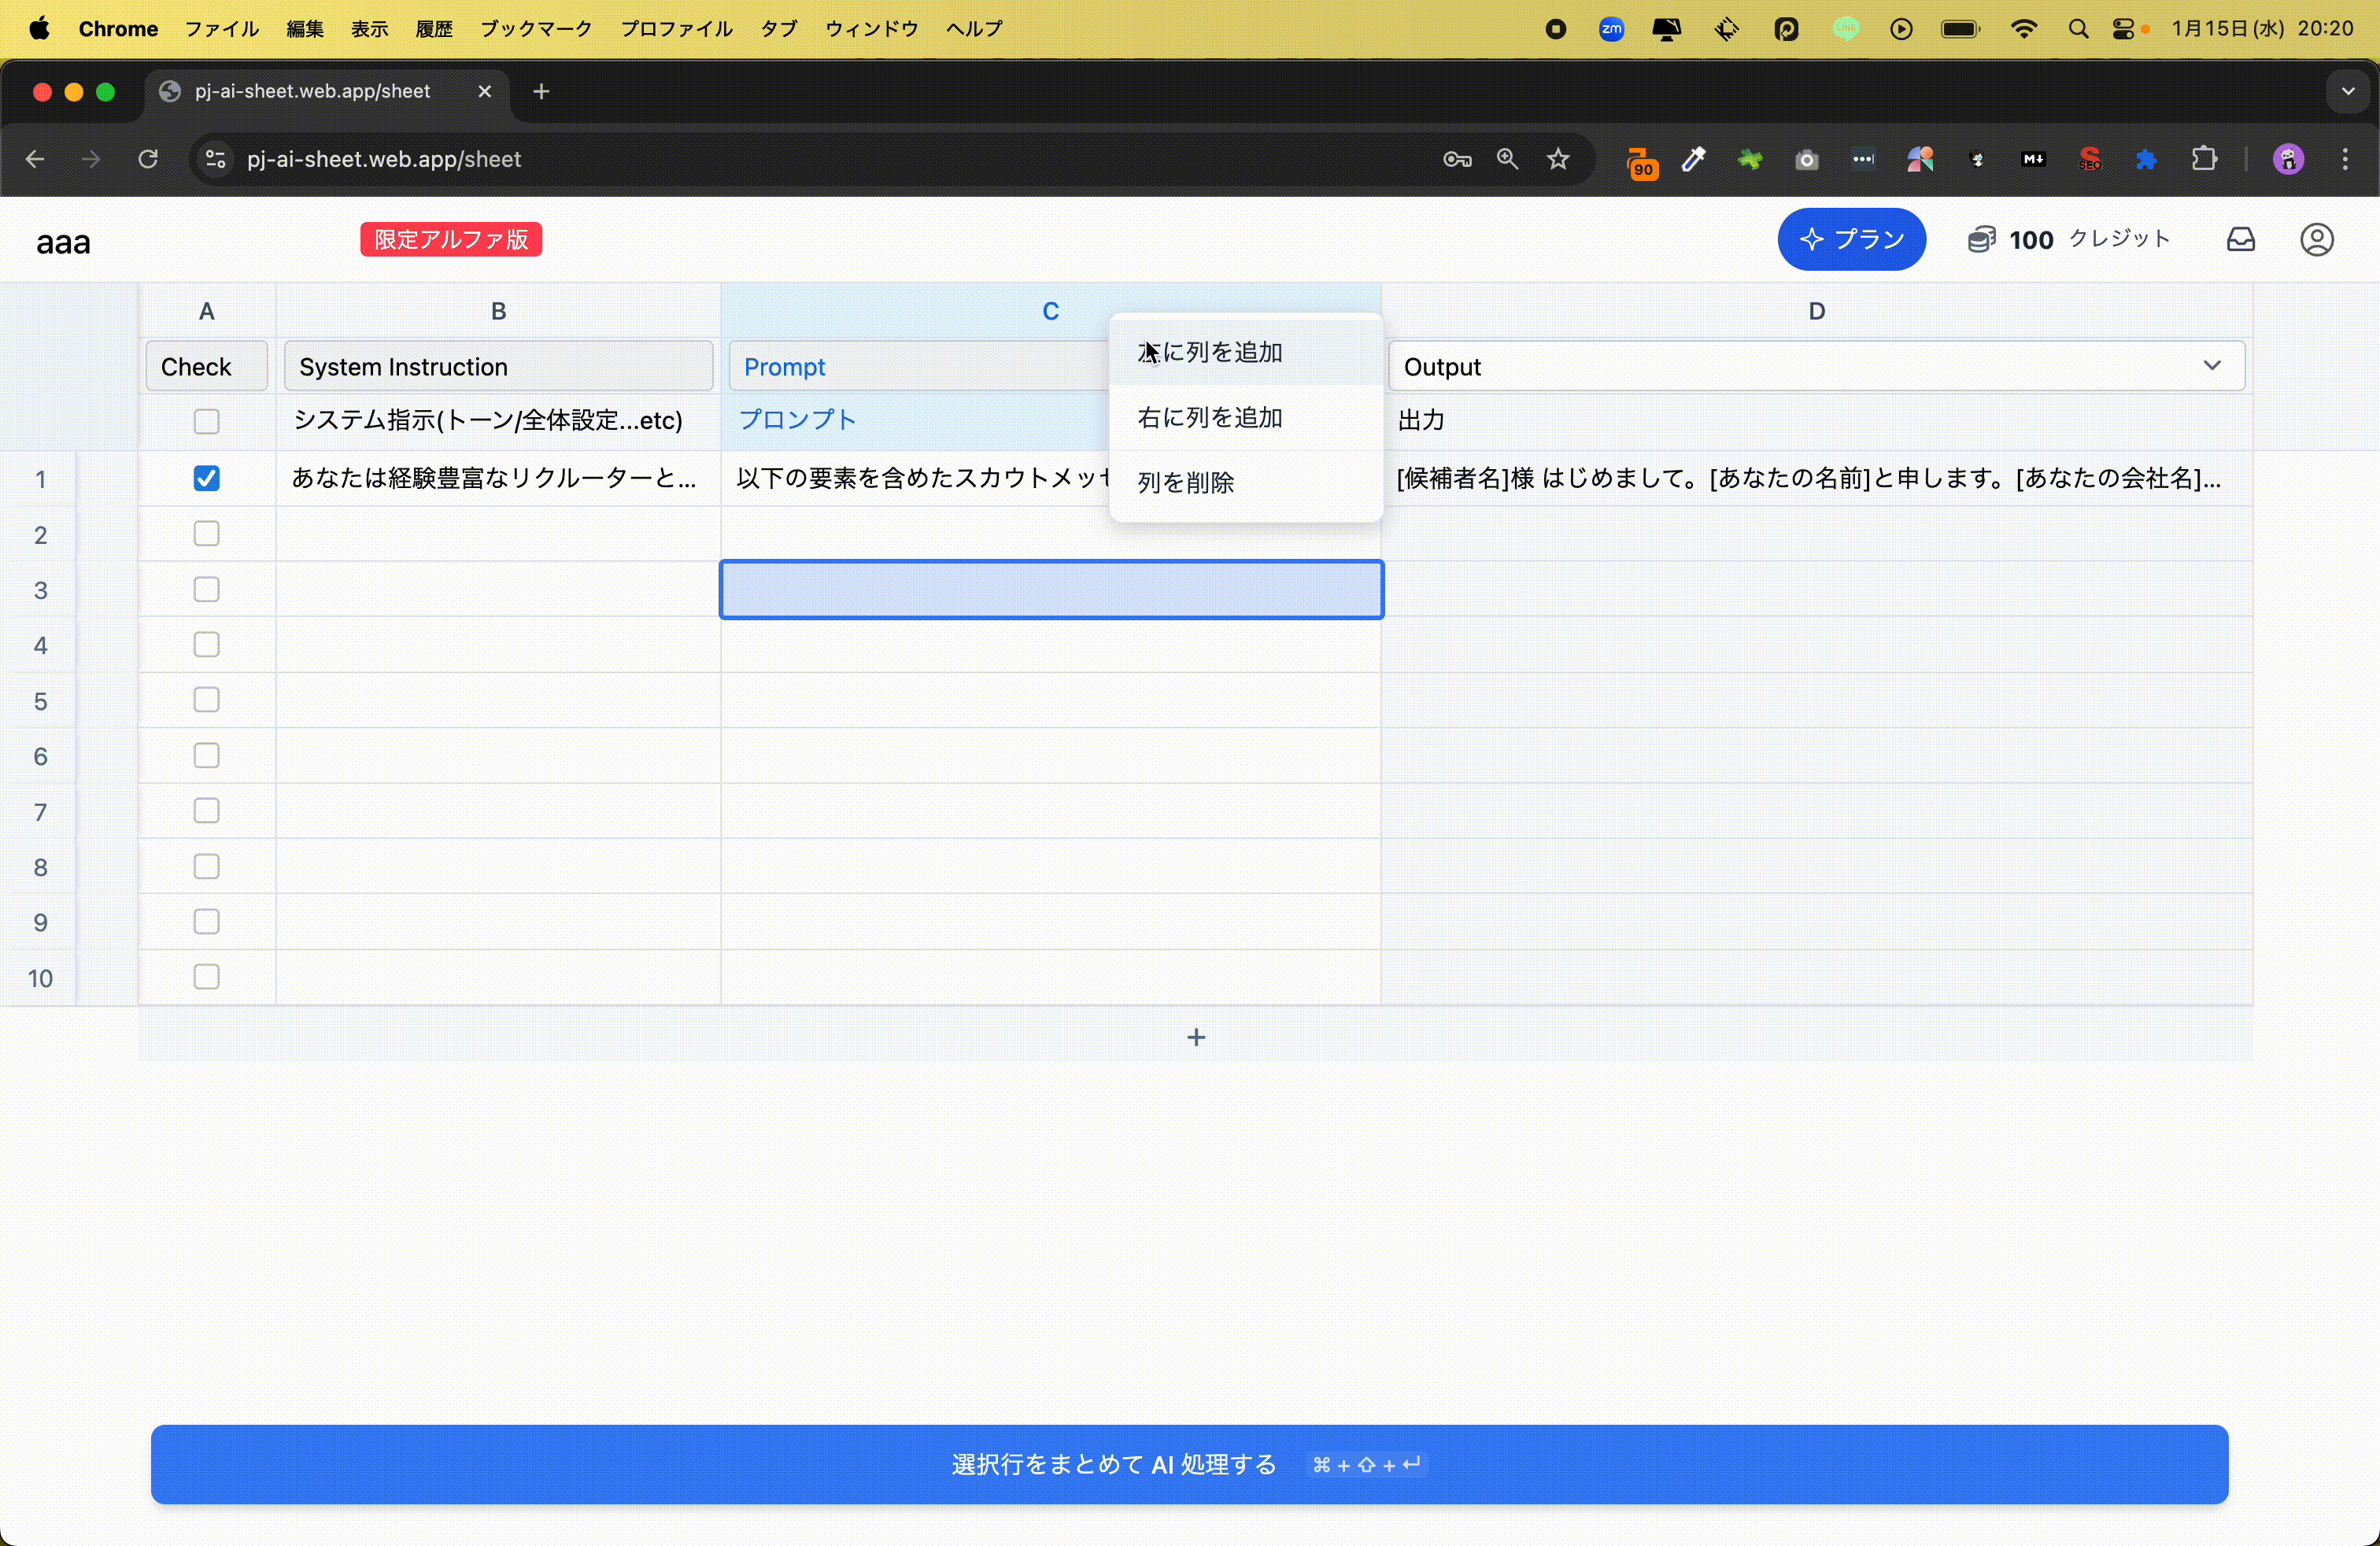 Chrome ファイル 編集 表示 履歴 ブックマーク プロファイル タブ ウィンドウ ヘルプ zm 1月15日(水) 20:20
pj-ai-sheet.web.app/sheet
pj-ai-sheet.web.app/sheet 90 M↓ SEO
aaa 限定アルファ版 プラン 100 クレジット
A B C D
Check System Instruction Prompt Output
システム指示(トーン/全体設定...etc) プロンプト 出力
左に列を追加
右に列を追加
列を削除
1 あなたは経験豊富なリクルーターと... 以下の要素を含めたスカウトメッセ [候補者名]様 はじめまして。[あなたの名前]と申します。[あなたの会社名]...
2
3
4
5
6
7
8
9
10
+
選択行をまとめて AI 処理する ⌘ + ⇧ + ↵